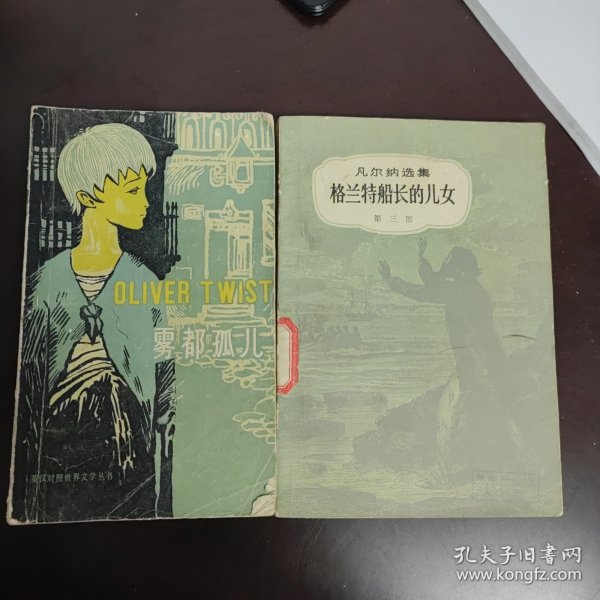 OLIVER TWIST
雾都孤儿
英汉对照世界文学丛书
凡尔纳选集
格兰特船长的儿女
第三部
孔夫子旧书网
www.kongfz.com